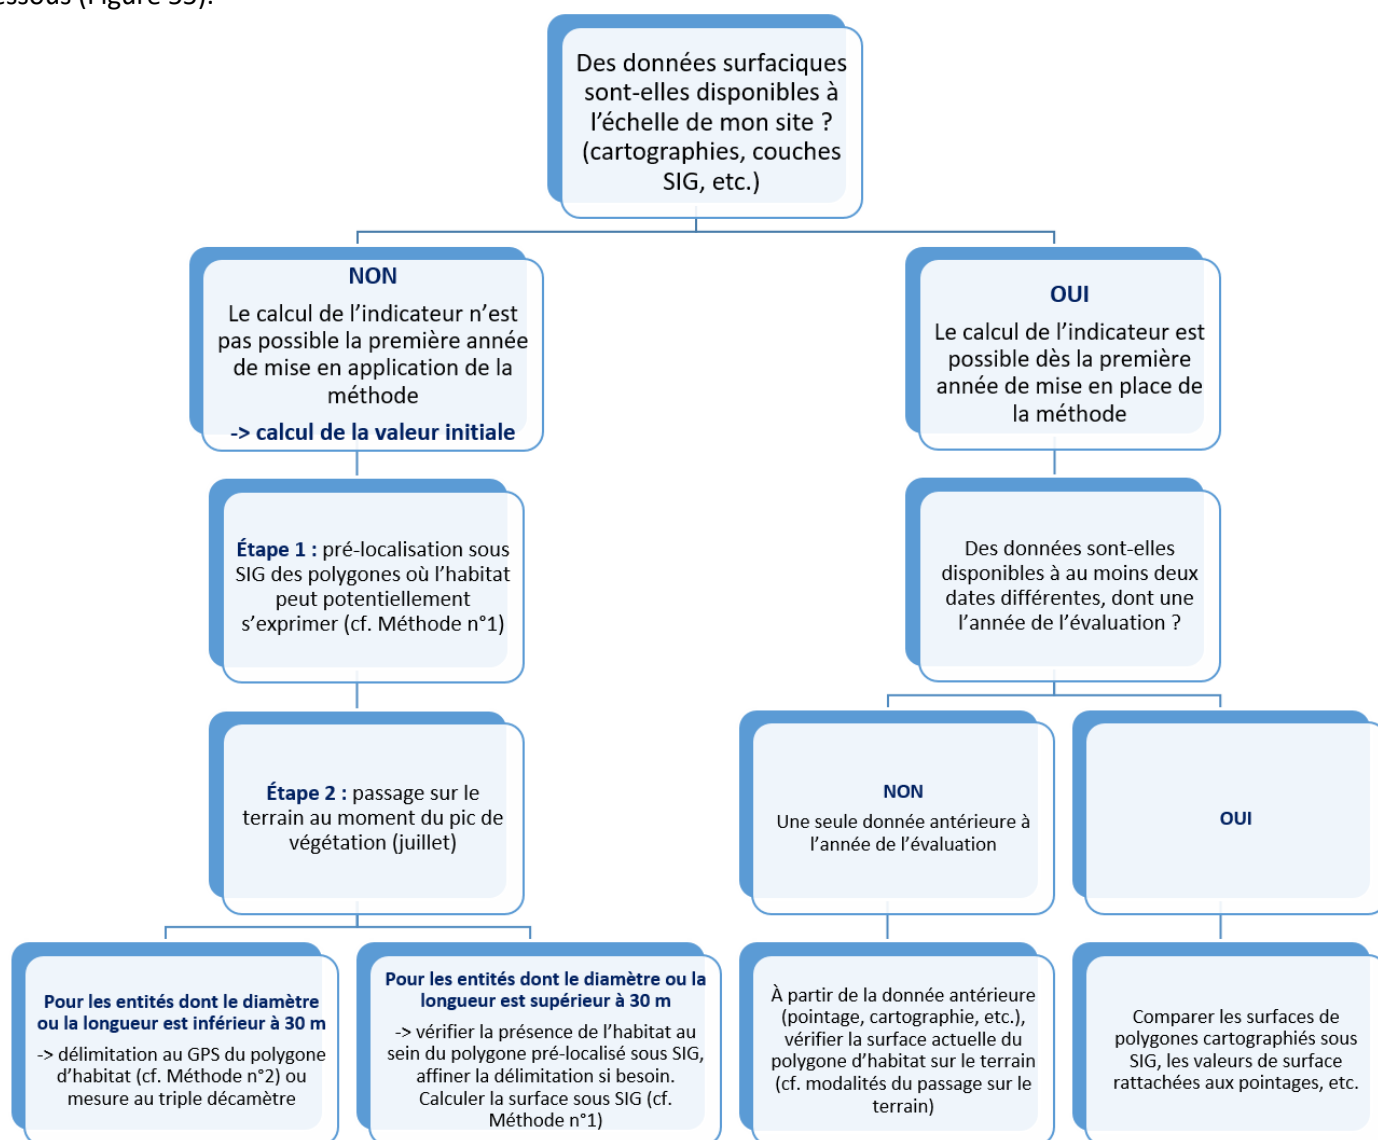 essous (Figure 35).
Des données surfaciques
sont-elles disponibles à
l’échelle de mon site ?
(cartographies, couches
SIG, etc.)
NON
Le calcul de l’indicateur n’est
pas possible la première année
de mise en application de la
méthode
-> calcul de la valeur initiale
OUI
Le calcul de l’indicateur est
possible dès la première
année de mise en place de
la méthode
Étape 1 : pré-localisation sous
SIG des polygones où l’habitat
peut potentiellement
s’exprimer (cf. Méthode n°1)
Des données sont-elles
disponibles à au moins deux
dates différentes, dont une
l’année de l’évaluation ?
Étape 2 : passage sur le
terrain au moment du pic de
végétation (juillet)
NON
Une seule donnée antérieure à
l’année de l’évaluation
OUI
Pour les entités dont le diamètre
ou la longueur est inférieur à 30 m
-> délimitation au GPS du polygone
d’habitat (cf. Méthode n°2) ou
mesure au triple décamètre
Pour les entités dont le diamètre ou la
longueur est supérieur à 30 m
-> vérifier la présence de l’habitat au
sein du polygone pré-localisé sous SIG,
affiner la délimitation si besoin.
Calculer la surface sous SIG (cf.
Méthode n°1)
À partir de la donnée antérieure
(pointage, cartographie, etc.),
vérifier la surface actuelle du
polygone d’habitat sur le terrain
(cf. modalités du passage sur le
terrain)
Comparer les surfaces de
polygones cartographiés sous
SIG, les valeurs de surface
rattachées aux pointages, etc.